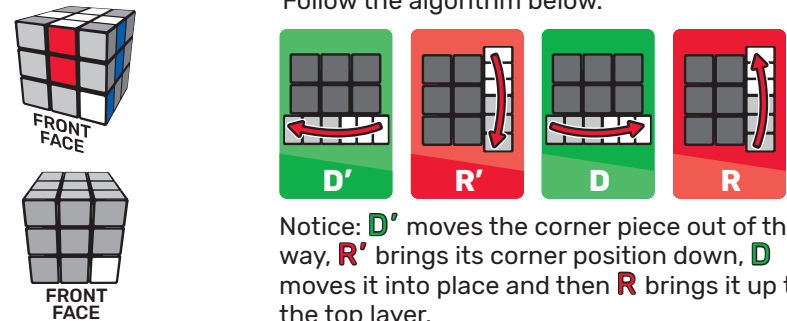 Follow the algorithm below.
FRONT
FACE
D′ R′ D R
FRONT
FACE
Notice: D′ moves the corner piece out of th
way, R′ brings its corner position down, D
moves it into place and then R brings it up t
the top layer.